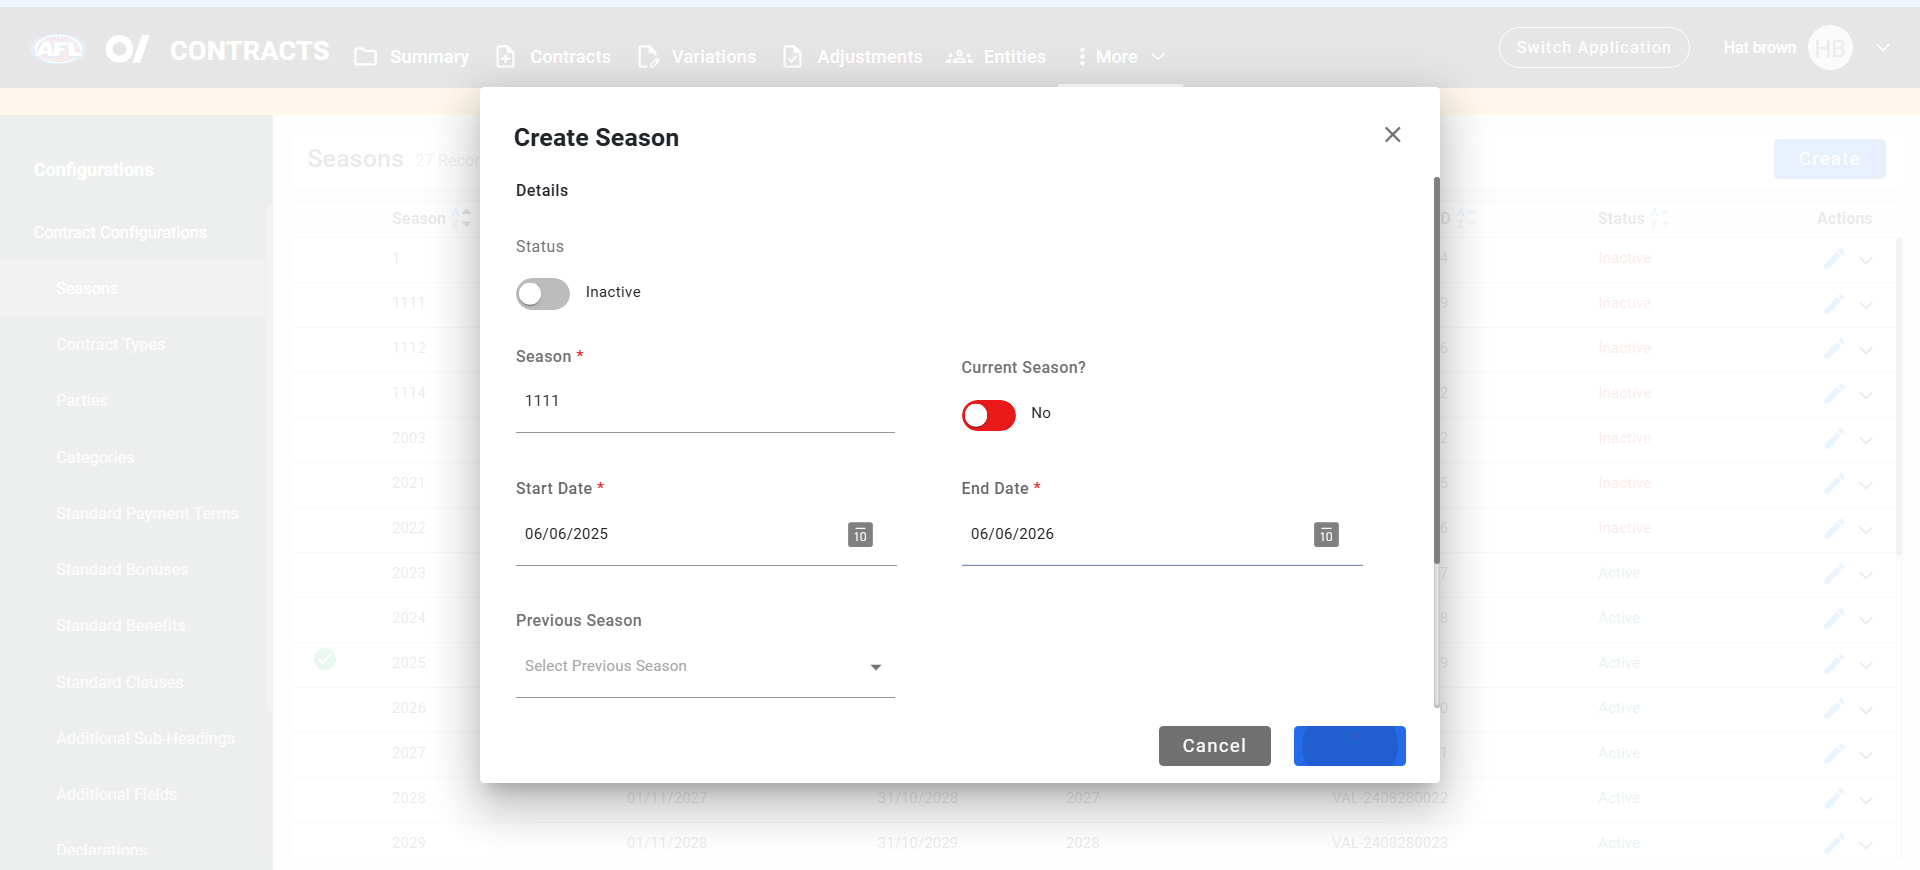 AFL CONTRACTS Summary Contracts Variations Adjustments Entities More Switch Application Hat brown HB
Configurations
Contract Configurations
Seasons
Contract Types
Parties
Categories
Standard Payment Terms
Standard Bonuses
Standard Benefits
Standard Clauses
Additional Sub-Headings
Additional Fields
Declarations
Seasons 27 Recor
Create
Season D Status Actions
1 4 Inactive
1111 9 Inactive
1112 6 Inactive
1114 2 Inactive
2003 2 Inactive
2021 5 Inactive
2022 6 Inactive
2023 7 Active
2024 8 Active
2025 9 Active
2026 0 Active
2027 1 Active
2028 01/11/2027 31/10/2028 2027 VAL-2408280022 Active
2029 01/11/2028 31/10/2029 2028 VAL-2408280023 Active
Create Season
Details
Status
Inactive
Season *
1111
Current Season?
No
Start Date *
06/06/2025
10
End Date *
06/06/2026
10
Previous Season
Select Previous Season
Cancel